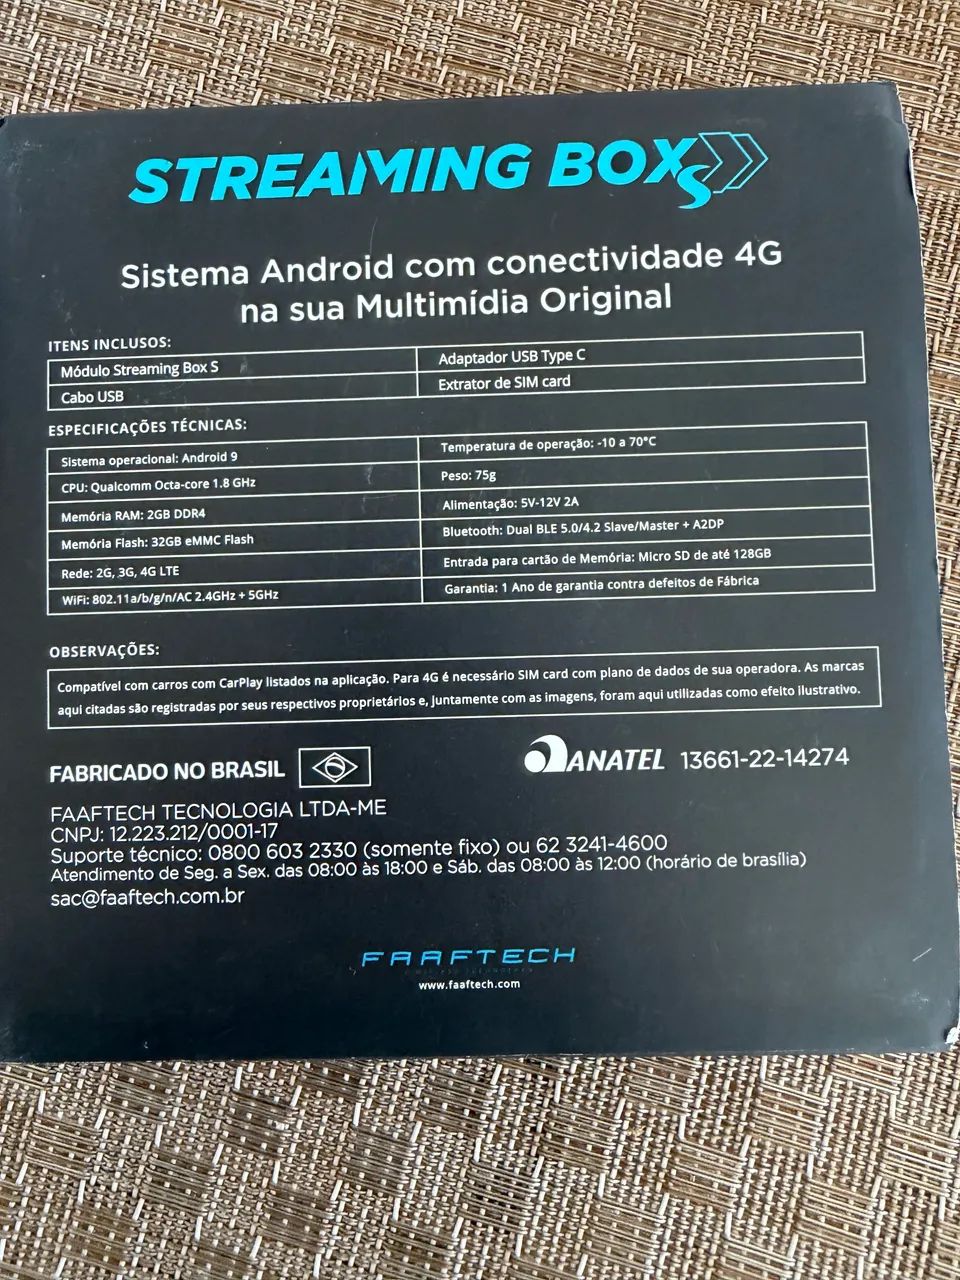 STREAMING BOX S
Sistema Android com conectividade 4G
na sua Multimídia Original
ITENS INCLUSOS:
Módulo Streaming Box S
Adaptador USB Type C
Cabo USB
Extrator de SIM card
ESPECIFICAÇÕES TÉCNICAS:
Sistema operacional: Android 9
Temperatura de operação: -10 a 70°C
CPU: Qualcomm Octa-core 1.8 GHz
Peso: 75g
Memória RAM: 2GB DDR4
Alimentação: 5V-12V 2A
Memória Flash: 32GB eMMC Flash
Bluetooth: Dual BLE 5.0/4.2 Slave/Master + A2DP
Rede: 2G, 3G, 4G LTE
Entrada para cartão de Memória: Micro SD de até 128GB
WiFi: 802.11a/b/g/n/AC 2.4GHz + 5GHz
Garantia: 1 Ano de garantia contra defeitos de Fábrica
OBSERVAÇÕES:
Compatível com carros com CarPlay listados na aplicação. Para 4G é necessário SIM card com plano de dados de sua operadora. As marcas
aqui citadas são registradas por seus respectivos proprietários e, juntamente com as imagens, foram aqui utilizadas como efeito ilustrativo.
FABRICADO NO BRASIL
ANATEL 13661-22-14274
FAAFTECH TECNOLOGIA LTDA-ME
CNPJ: 12.223.212/0001-17
Suporte técnico: 0800 603 2330 (somente fixo) ou 62 3241-4600
Atendimento de Seg. a Sex. das 08:00 às 18:00 e Sáb. das 08:00 às 12:00 (horário de brasília)
sac@faaftech.com.br
FAAFTECH
www.faaftech.com